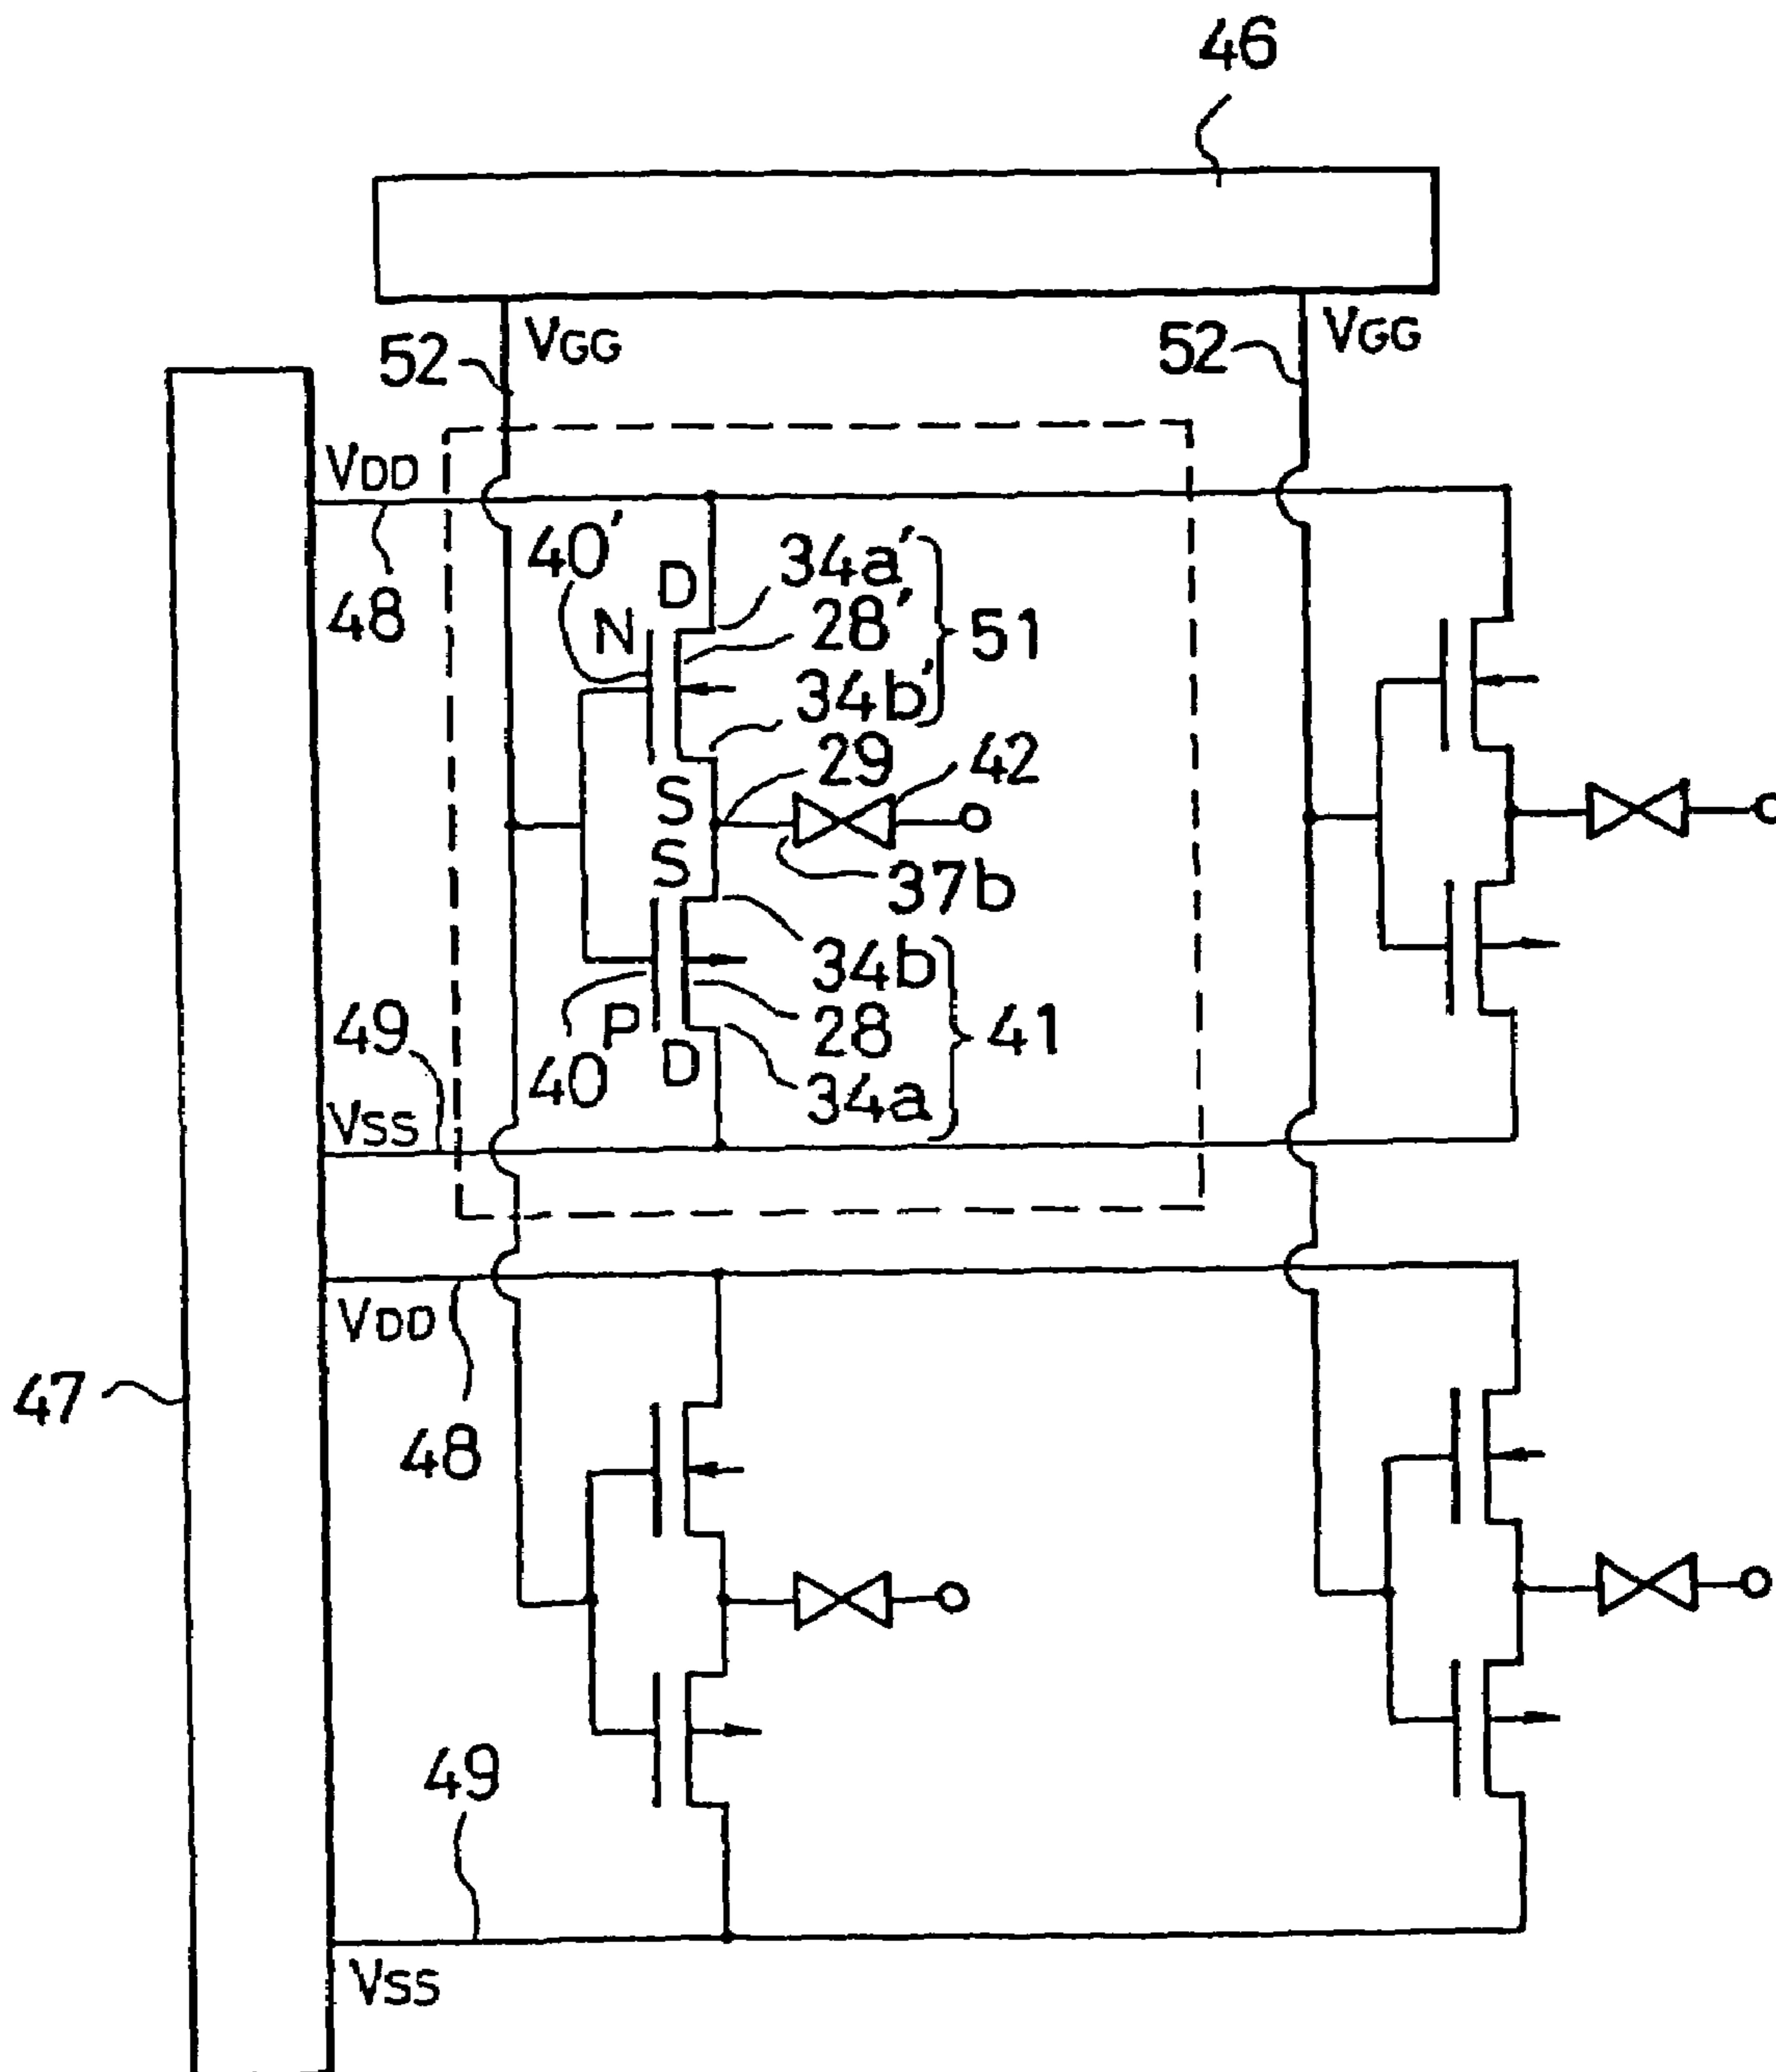 46
52 VGG 52 VGG
VDD
48
40' D 34a'
N 28' 51
34b'
S 29 42
S 37b
34b
49 P 28 41
40 D 34a
VSS
VDD
47
48
49
VSS